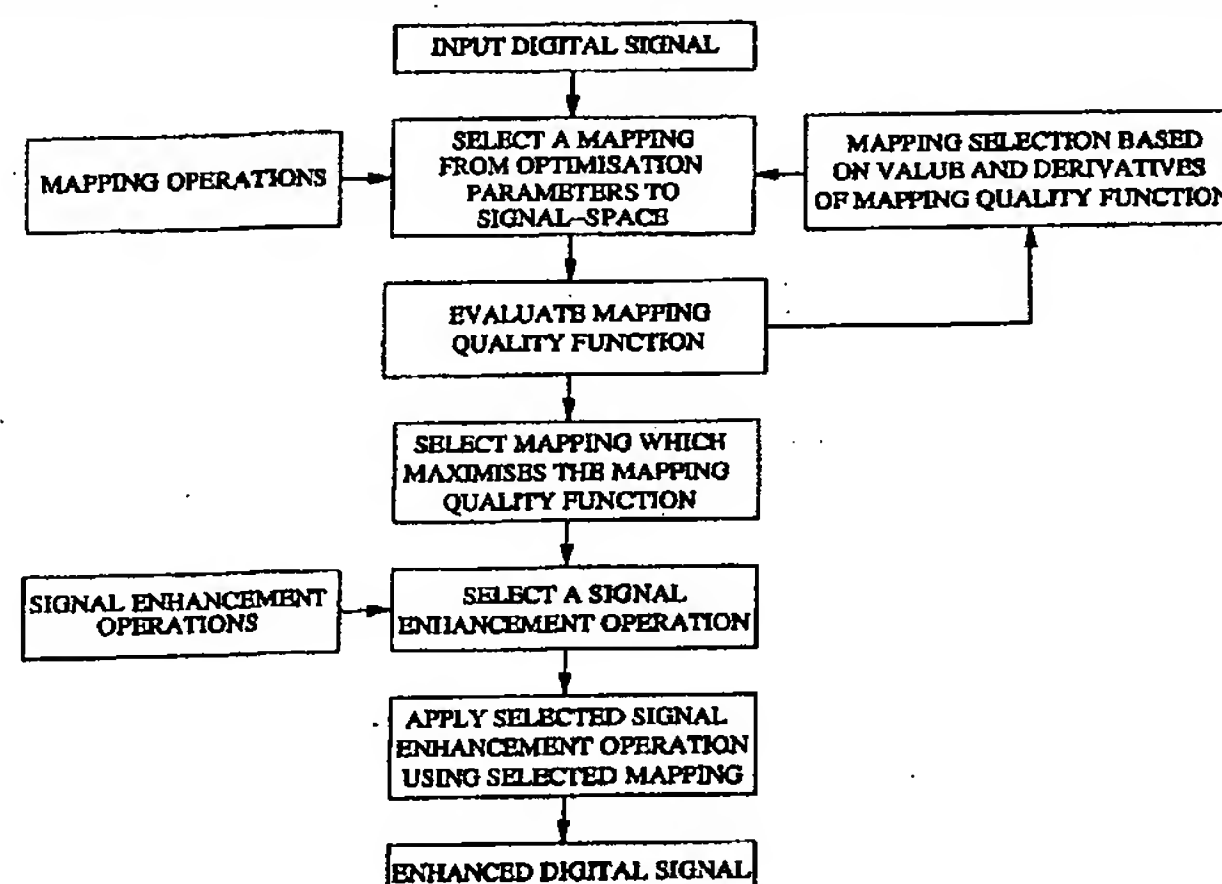 INPUT DIGITAL SIGNAL
MAPPING OPERATIONS
SELECT A MAPPING
FROM OPTIMISATION
PARAMETERS TO
SIGNAL-SPACE
MAPPING SELECTION BASED
ON VALUE AND DERIVATIVES
OF MAPPING QUALITY FUNCTION
EVALUATE MAPPING
QUALITY FUNCTION
SELECT MAPPING WHICH
MAXIMISES THE MAPPING
QUALITY FUNCTION
SIGNAL ENHANCEMENT
OPERATIONS
SELECT A SIGNAL
ENHANCEMENT OPERATION
APPLY SELECTED SIGNAL
ENHANCEMENT OPERATION
USING SELECTED MAPPING
ENHANCED DIGITAL SIGNAL